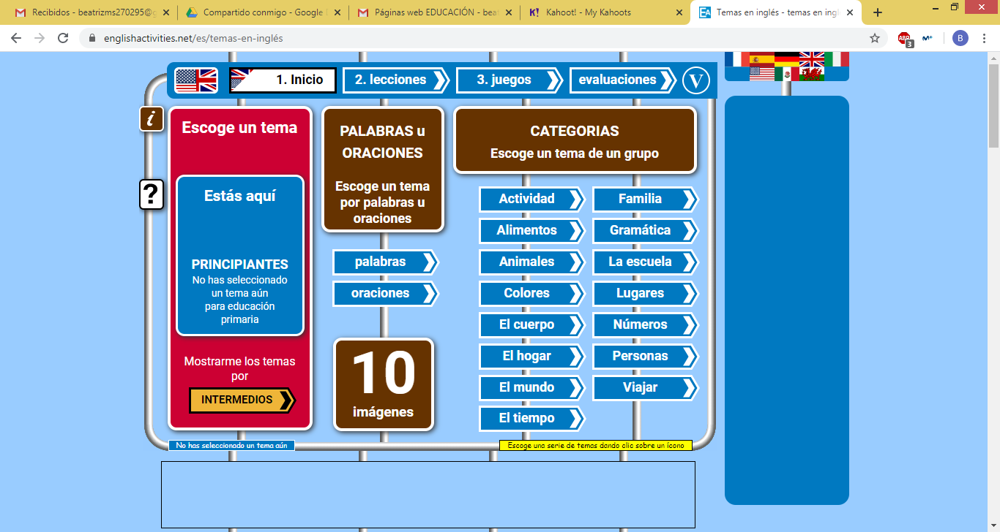 Recibidos - beatrizms270295@g
Compartido conmigo - Google
Páginas web EDUCACIÓN - bea
K! Kahoot! - My Kahoots
EA Temas en inglés - temas en ingl
englishactivities.net/es/temas-en-inglés
ABP
3
B
1. Inicio
2. lecciones
3. juegos
evaluaciones
V
i
?
Escoge un tema
Estás aquí
PRINCIPIANTES
No has seleccionado
un tema aún
para educación
primaria
Mostrarme los temas
por
INTERMEDIOS
No has seleccionado un tema aún
PALABRAS u
ORACIONES
Escoge un tema
por palabras u
oraciones
palabras
oraciones
10
imágenes
CATEGORIAS
Escoge un tema de un grupo
Actividad
Familia
Alimentos
Gramática
Animales
La escuela
Colores
Lugares
El cuerpo
Números
El hogar
Personas
El mundo
Viajar
El tiempo
Escoge una serie de temas dando clic sobre un ícono